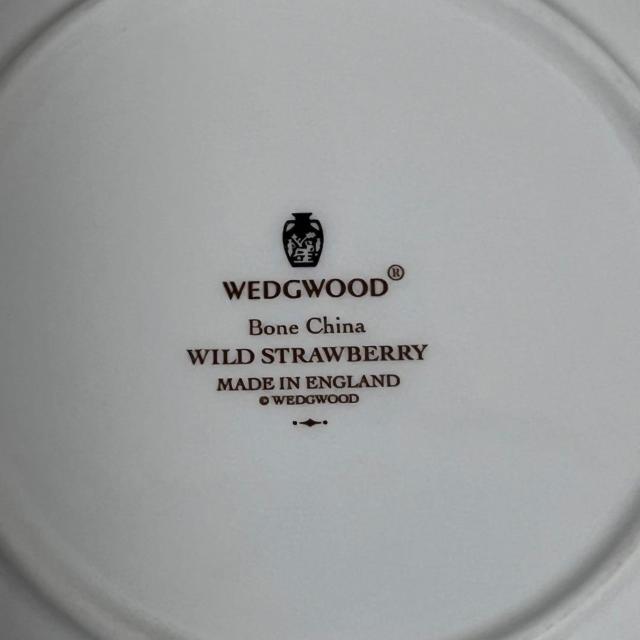 WEDGWOOD®
Bone China
WILD STRAWBERRY
MADE IN ENGLAND
© WEDGWOOD